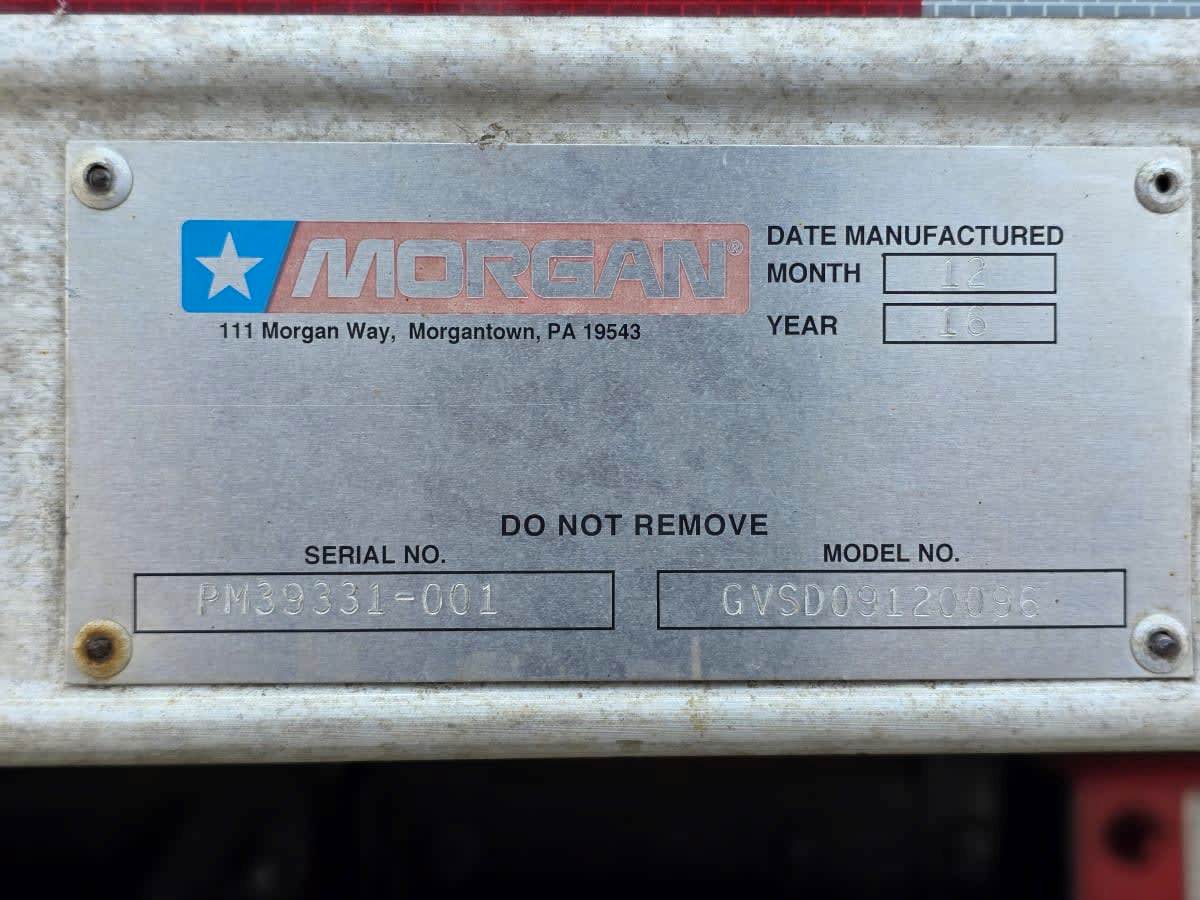 MORGAN®
111 Morgan Way, Morgantown, PA 19543
DATE MANUFACTURED
MONTH 12
YEAR 16
DO NOT REMOVE
SERIAL NO.
PM39331-001
MODEL NO.
GVSD09120096